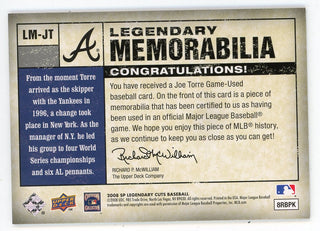 LM-JT
LEGENDARY
MEMORABILIA
CONGRATULATIONS!
A
From the moment Torre
arrived as the skipper
with the Yankees in
1996, a change took
place in New York. As the
manager of N.Y. he led
his group to four World
Series championships
and six AL pennants.
You have received a Joe Torre Game-Used
baseball card. On the front of this card is a piece of
memorabilia that has been certified to us as having
been used in an official Major League Baseball®
game. We hope you enjoy this piece of MLB® history,
as we continue to keep you as close as you can get!
Richard McWilliam
RICHARD P. McWILLIAM
The Upper Deck Company
2008 SP LEGENDARY CUTS BASEBALL
8RBPK